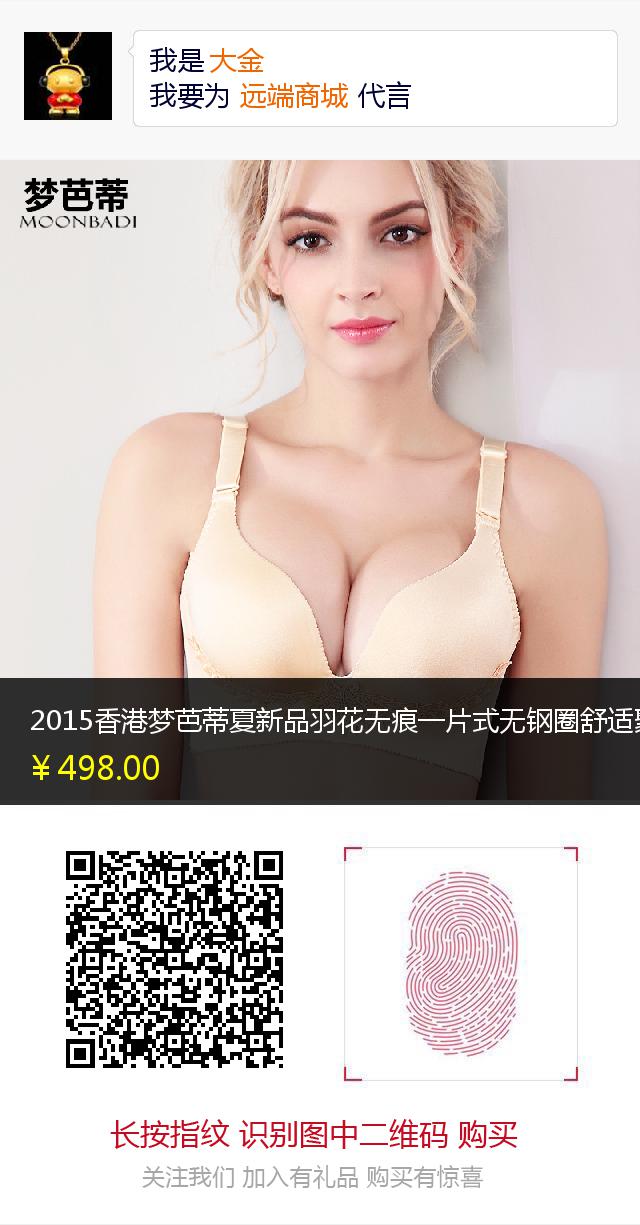 我是大金
我要为 远端商城 代言
梦芭蒂
MOONBADI
2015香港梦芭蒂夏新品羽花无痕一片式无钢圈舒适
￥498.00
长按指纹 识别图中二维码 购买
关注我们 加入有礼品 购买有惊喜